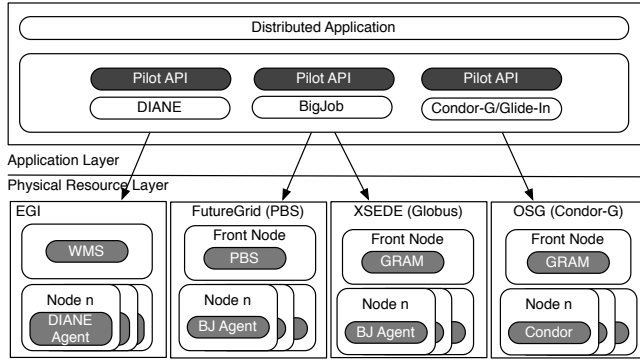 Distributed Application
Pilot API
Pilot API
Pilot API
DIANE
BigJob
Condor-G/Glide-In
Application Layer
Physical Resource Layer
EGI
FutureGrid (PBS)
XSEDE (Globus)
OSG (Condor-G)
WMS
Front Node
PBS
Front Node
GRAM
Front Node
GRAM
Node n
DIANE
Agent
Node n
BJ Agent
Node n
BJ Agent
Node n
Condor